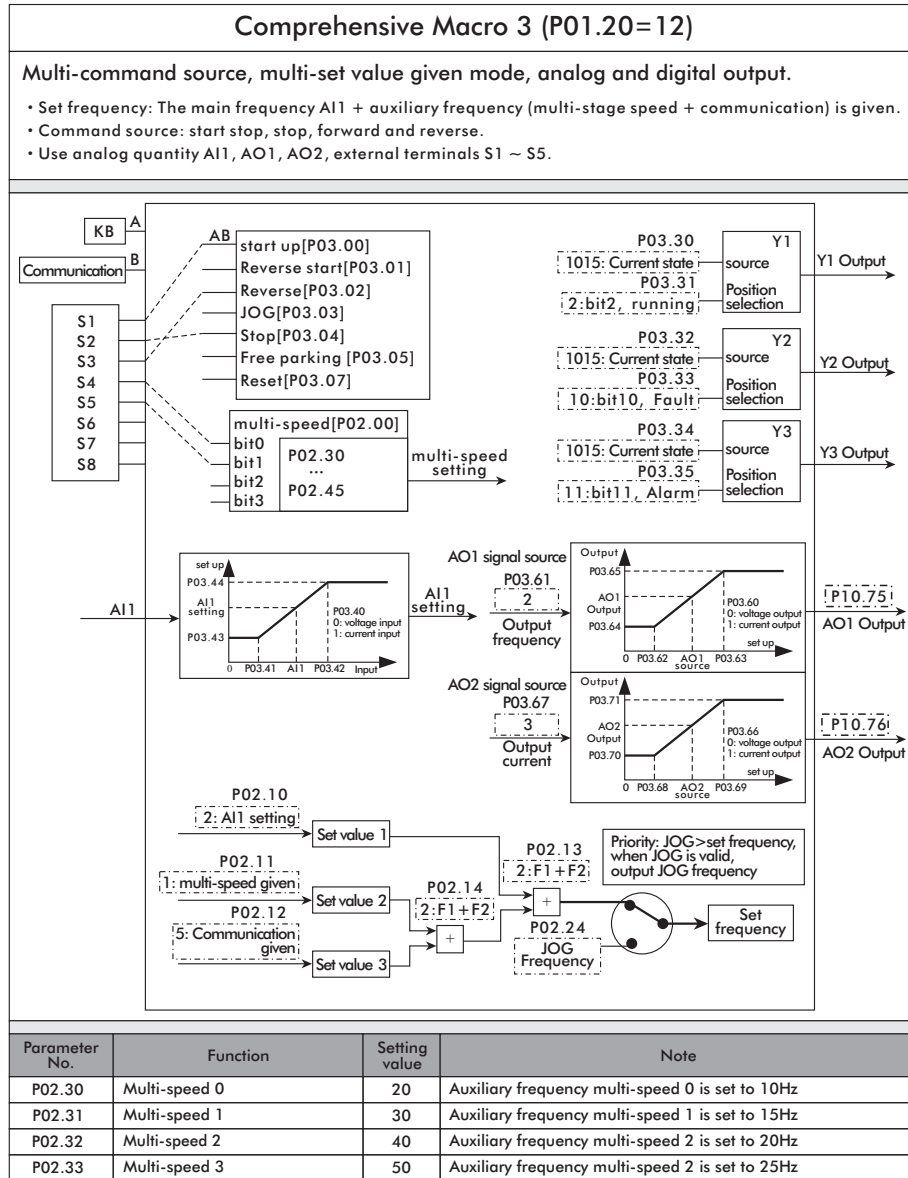 Comprehensive Macro 3 (P01.20=12)
Multi-command source, multi-set value given mode, analog and digital output.
• Set frequency: The main frequency AI1 + auxiliary frequency (multi-stage speed + communication) is given.
• Command source: start stop, stop, forward and reverse.
• Use analog quantity AI1, AO1, AO2, external terminals S1 ~ S5.
KB
A
Communication
B
S1
S2
S3
S4
S5
S6
S7
S8
AB
start up[P03.00]
Reverse start[P03.01]
Reverse[P03.02]
JOG[P03.03]
Stop[P03.04]
Free parking [P03.05]
Reset[P03.07]
multi-speed[P02.00]
bit0
bit1
bit2
bit3
P02.30
...
P02.45
multi-speed
setting
P03.30
1015: Current state
P03.31
2:bit2, running
Y1
source
Position
selection
Y1 Output
P03.32
1015: Current state
P03.33
10:bit10, Fault
Y2
source
Position
selection
Y2 Output
P03.34
1015: Current state
P03.35
11:bit11, Alarm
Y3
source
Position
selection
Y3 Output
AI1
set up
P03.44
AI1
setting
P03.43
P03.40
0: voltage input
1: current input
0 P03.41 AI1 P03.42 Input
AI1
setting
AO1 signal source
P03.61
2
Output
frequency
Output
P03.65
AO1
Output
P03.64
P03.60
0: voltage output
1: current output
set up
0 P03.62 AO1 P03.63
source
P10.75
AO1 Output
AO2 signal source
P03.67
3
Output
current
Output
P03.71
AO2
Output
P03.70
P03.66
0: voltage output
1: current output
set up
0 P03.68 AO2 P03.69
source
P10.76
AO2 Output
P02.10
2: AI1 setting
Set value 1
P02.11
1: multi-speed given
Set value 2
P02.12
5: Communication
given
Set value 3
P02.14
2:F1+F2
+
P02.13
2:F1+F2
+
P02.24
JOG
Frequency
Priority: JOG>set frequency,
when JOG is valid,
output JOG frequency
Set
frequency
Parameter No. Function Setting value Note
P02.30 Multi-speed 0 20 Auxiliary frequency multi-speed 0 is set to 10Hz
P02.31 Multi-speed 1 30 Auxiliary frequency multi-speed 1 is set to 15Hz
P02.32 Multi-speed 2 40 Auxiliary frequency multi-speed 2 is set to 20Hz
P02.33 Multi-speed 3 50 Auxiliary frequency multi-speed 2 is set to 25Hz